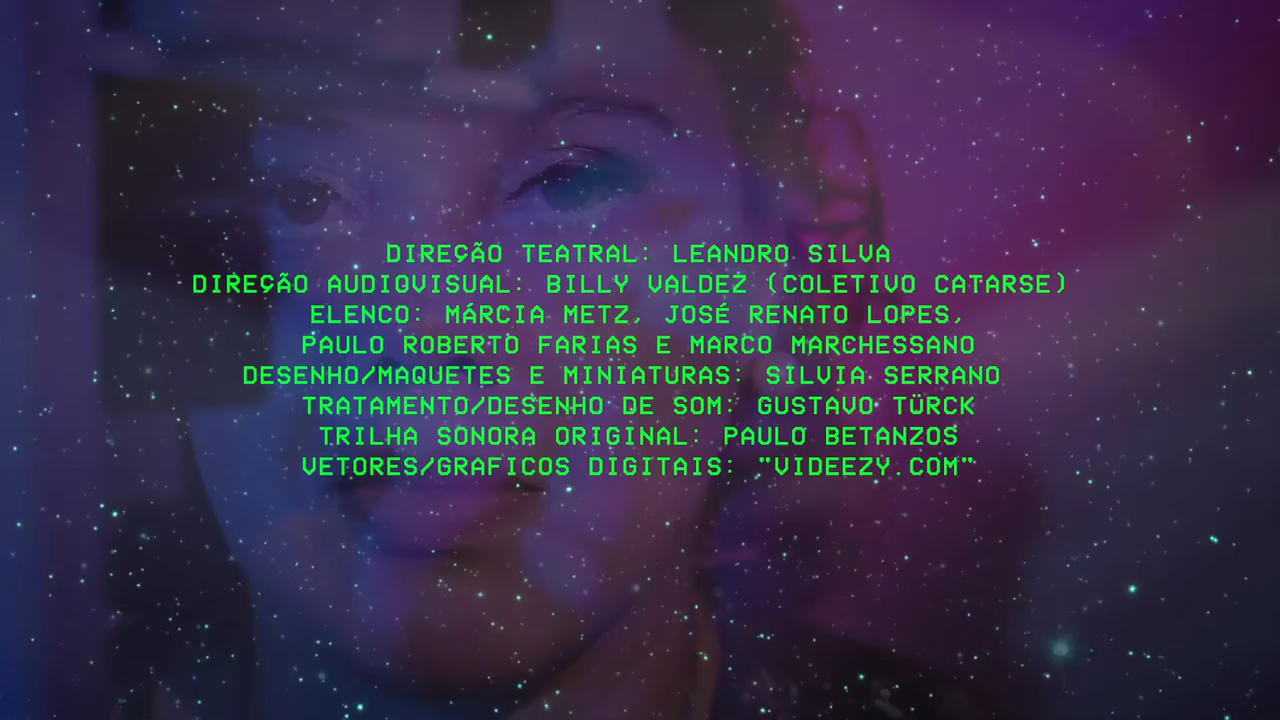 DIREÇÃO TEATRAL: LEANDRO SILVA
DIREÇÃO AUDIOVISUAL: BILLY VALDEZ (COLETIVO CATARSE)
ELENCO: MÁRCIA METZ, JOSÉ RENATO LOPES,
PAULO ROBERTO FARIAS E MARCO MARCHESSANO
DESENHO/MAQUETES E MINIATURAS: SILVIA SERRANO
TRATAMENTO/DESENHO DE SOM: GUSTAVO TÜRCK
TRILHA SONORA ORIGINAL: PAULO BETANZOS
VETORES/GRAFICOS DIGITAIS: "VIDEEZY.COM"